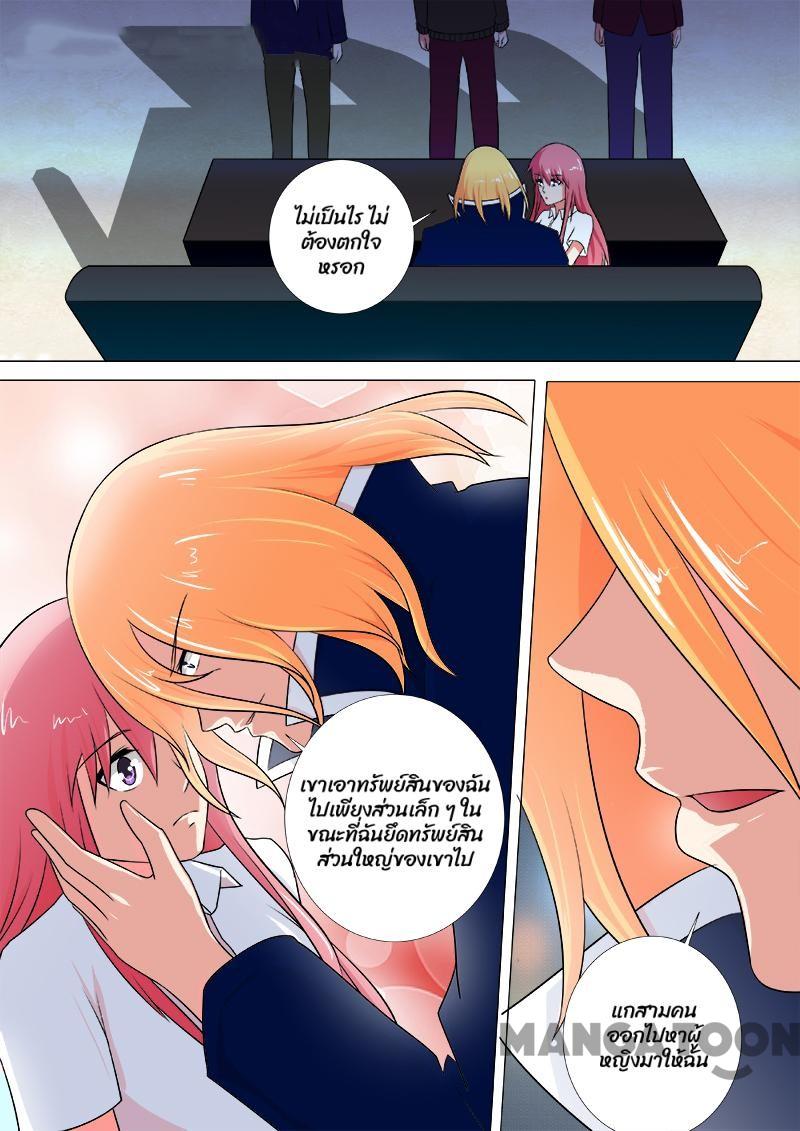 ไม่เป็นไร ไม่
ต้องตกใจ
หรอก
เขาเอาทรัพย์สินของฉัน
ไปเพียงส่วนเล็ก ๆ ใน
ขณะที่ฉันยึดทรัพย์สิน
ส่วนใหญ่ของเขาไป
แกสามคน
ออกไปหาผู้
หญิงมาให้ฉัน
MANGATOON